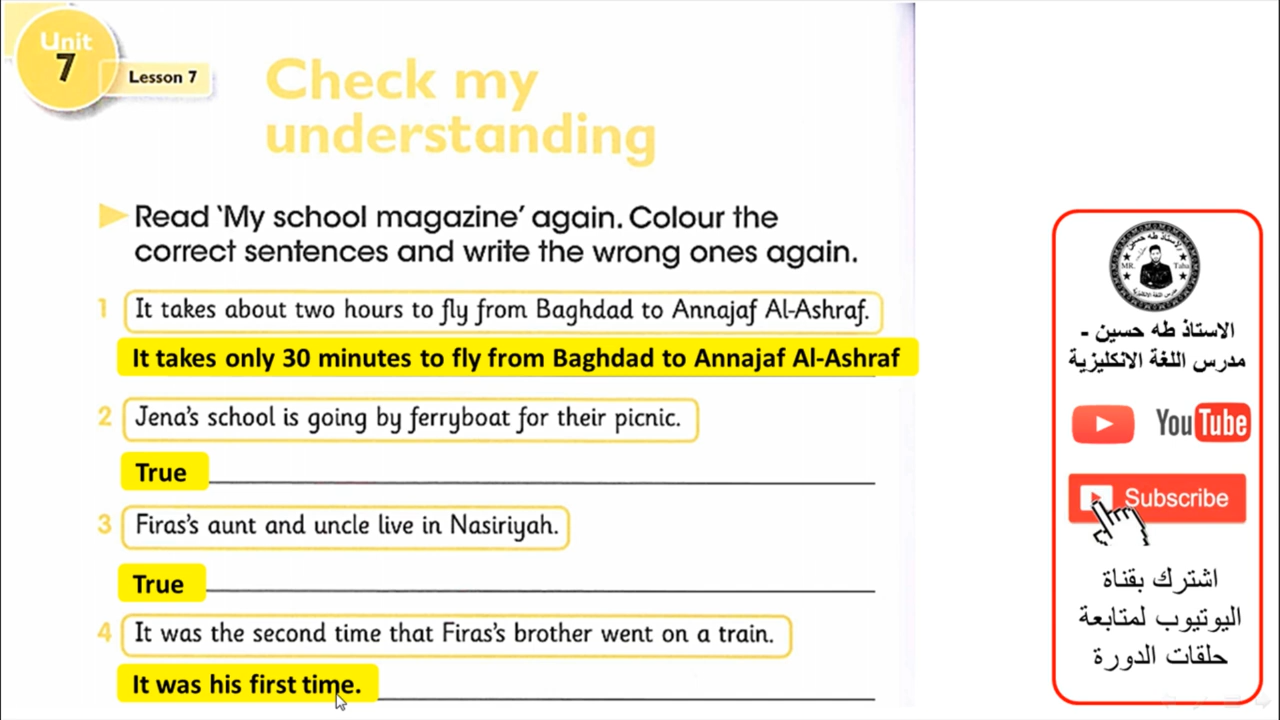 Unit
7
Lesson 7
Check my
understanding
Read ‘My school magazine’ again. Colour the
correct sentences and write the wrong ones again.
1 It takes about two hours to fly from Baghdad to Annajaf Al-Ashraf.
It takes only 30 minutes to fly from Baghdad to Annajaf Al-Ashraf
2 Jena’s school is going by ferryboat for their picnic.
True
3 Firas’s aunt and uncle live in Nasiriyah.
True
4 It was the second time that Firas’s brother went on a train.
It was his first time.
الاستاذ طه حسين
MR. Taha
الاستاذ طه حسين -
مدرس اللغة الانكليزية
YouTube
Subscribe
اشترك بقناة
اليوتيوب لمتابعة
حلقات الدورة